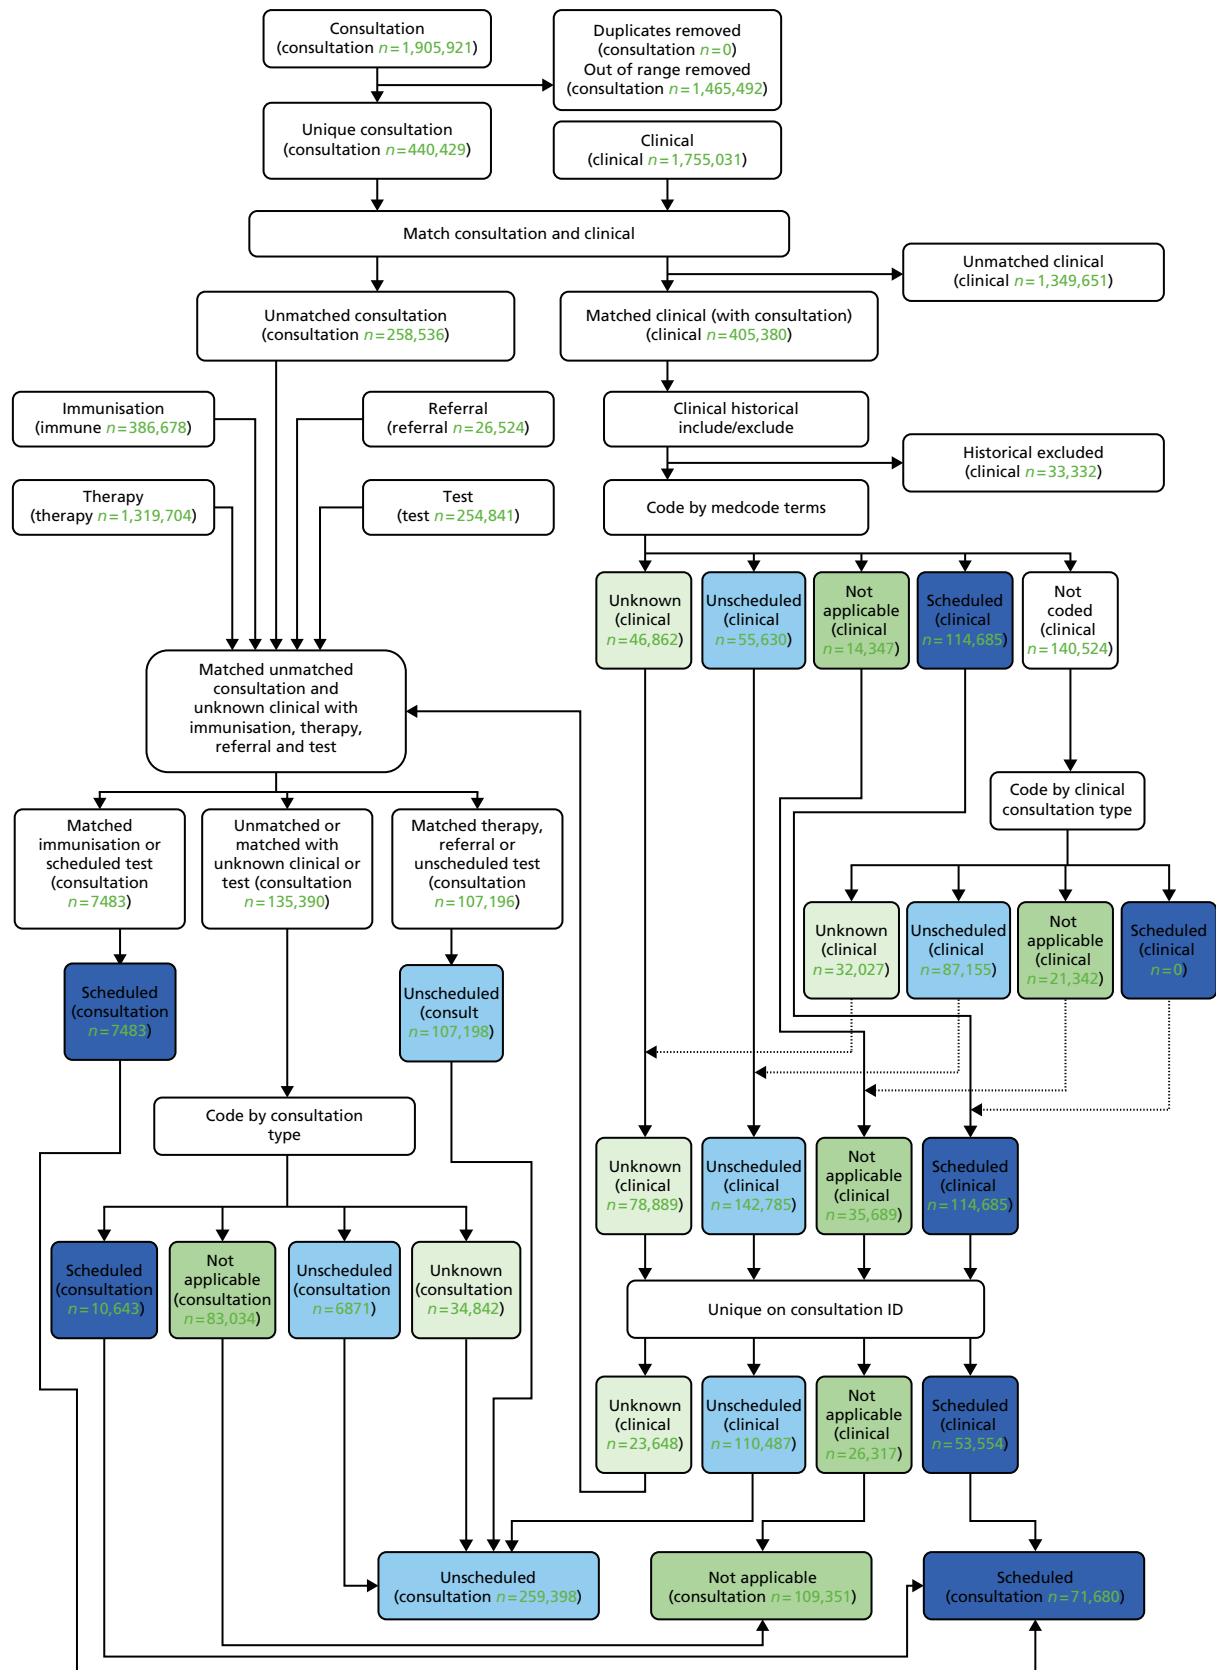 Consultation
(consultation n=1,905,921)
Duplicates removed
(consultation n=0)
Out of range removed
(consultation n=1,465,492)
Unique consultation
(consultation n=440,429)
Clinical
(clinical n=1,755,031)
Match consultation and clinical
Unmatched clinical
(clinical n=1,349,651)
Unmatched consultation
(consultation n=258,536)
Matched clinical (with consultation)
(clinical n=405,380)
Immunisation
(immune n=386,678)
Referral
(referral n=26,524)
Clinical historical
include/exclude
Historical excluded
(clinical n=33,332)
Therapy
(therapy n=1,319,704)
Test
(test n=254,841)
Code by medcode terms
Unknown
(clinical
n=46,862)
Unscheduled
(clinical
n=55,630)
Not
applicable
(clinical
n=14,347)
Scheduled
(clinical
n=114,685)
Not
coded
(clinical
n=140,524)
Matched unmatched
consultation and
unknown clinical with
immunisation, therapy,
referral and test
Code by clinical
consultation type
Matched
immunisation or
scheduled test
(consultation
n=7483)
Unmatched or
matched with
unknown clinical or
test (consultation
n=135,390)
Matched therapy,
referral or
unscheduled test
(consultation
n=107,196)
Unknown
(clinical
n=32,027)
Unscheduled
(clinical
n=87,155)
Not
applicable
(clinical
n=21,342)
Scheduled
(clinical
n=0)
Scheduled
(consultation
n=7483)
Unscheduled
(consult
n=107,198)
Code by consultation
type
Unknown
(clinical
n=78,889)
Unscheduled
(clinical
n=142,785)
Not
applicable
(clinical
n=35,689)
Scheduled
(clinical
n=114,685)
Scheduled
(consultation
n=10,643)
Not
applicable
(consultation
n=83,034)
Unscheduled
(consultation
n=6871)
Unknown
(consultation
n=34,842)
Unique on consultation ID
Unknown
(clinical
n=23,648)
Unscheduled
(clinical
n=110,487)
Not
applicable
(clinical
n=26,317)
Scheduled
(clinical
n=53,554)
Unscheduled
(consultation n=259,398)
Not applicable
(consultation n=109,351)
Scheduled
(consultation n=71,680)